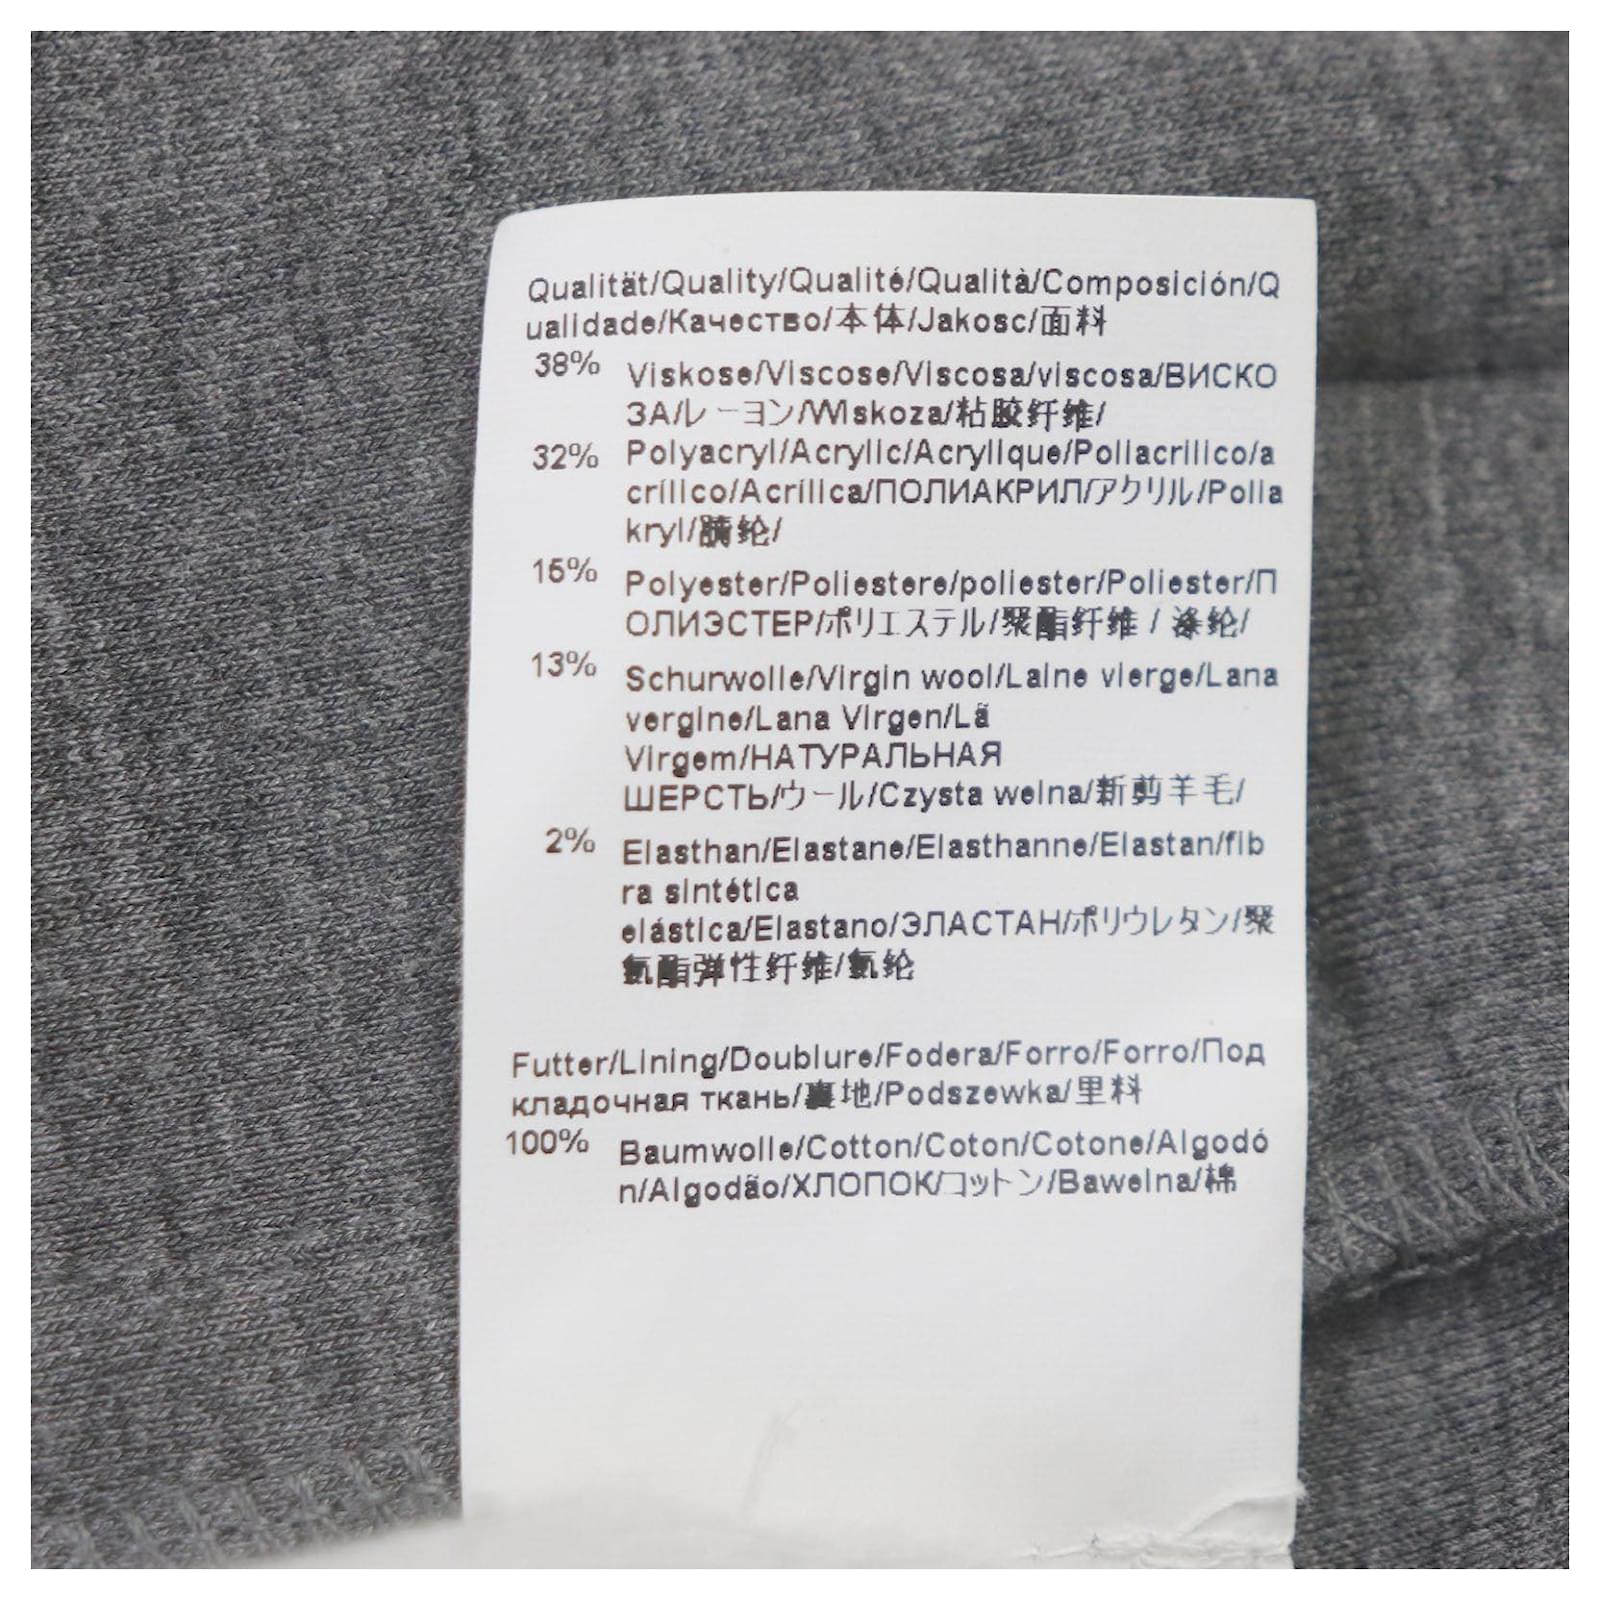 Qualität/Quality/Qualité/Qualità/Composición/Q
ualidade/Качество/本体/Jakosc/面料
38% Viskose/Viscose/Viscosa/viscosa/ВИСКО
ЗА/レーヨン/Wiskoza/粘胶纤维/
32% Polyacryl/Acrylic/Acrylique/Poliacrilico/a
crílico/Acrílica/ПОЛИАКРИЛ/アクリル/Polia
kryl/腈纶/
15% Polyester/Poliestere/poliester/Poliester/П
ОЛИЭСТЕР/ポリエステル/聚酯纤维 / 涤纶/
13% Schurwolle/Virgin wool/Laine vierge/Lana
vergine/Lana Virgen/Lã
Virgem/НАТУРАЛЬНАЯ
ШЕРСТЬ/ウール/Czysta welna/新剪羊毛/
2% Elasthan/Elastane/Elasthanne/Elastan/fib
ra sintética
elástica/Elastano/ЭЛАСТАН/ポリウレタン/聚
氨酯弹性纤维/氨纶
Futter/Lining/Doublure/Fodera/Forro/Forro/Под
кладочная ткань/裏地/Podszewka/里料
100% Baumwolle/Cotton/Coton/Cotone/Algodó
n/Algodão/ХЛОПОК/コットン/Bawelna/棉